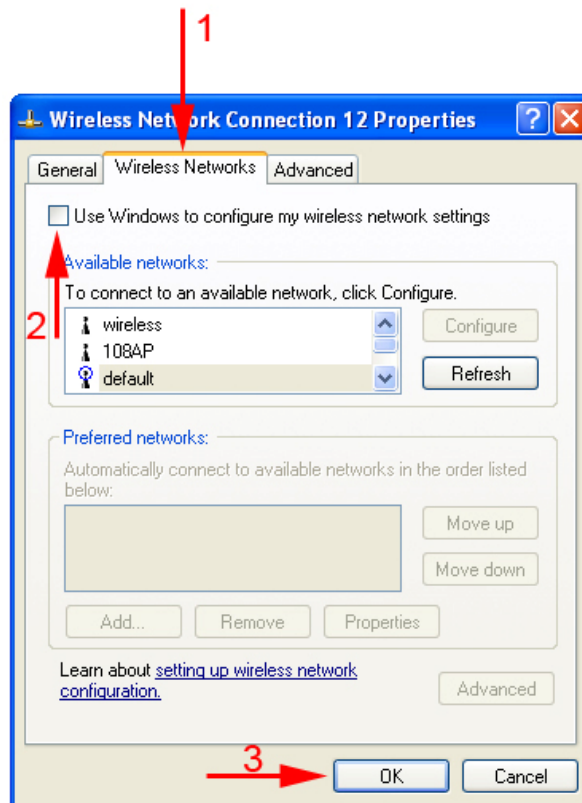 1
Wireless Network Connection 12 Properties
General Wireless Networks Advanced
Use Windows to configure my wireless network settings
2
Available networks:
To connect to an available network, click Configure.
wireless
108AP
default
Configure
Refresh
Preferred networks:
Automatically connect to available networks in the order listed
below:
Move up
Move down
Add... Remove Properties
Learn about setting up wireless network
configuration.
Advanced
3
OK Cancel